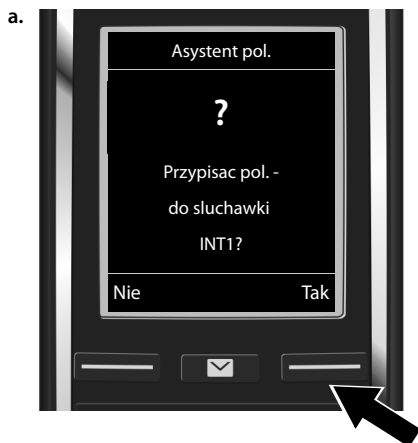 a.
Asystent pol.
?
Przypisac pol. -
do sluchawki
INT1?
Nie Tak